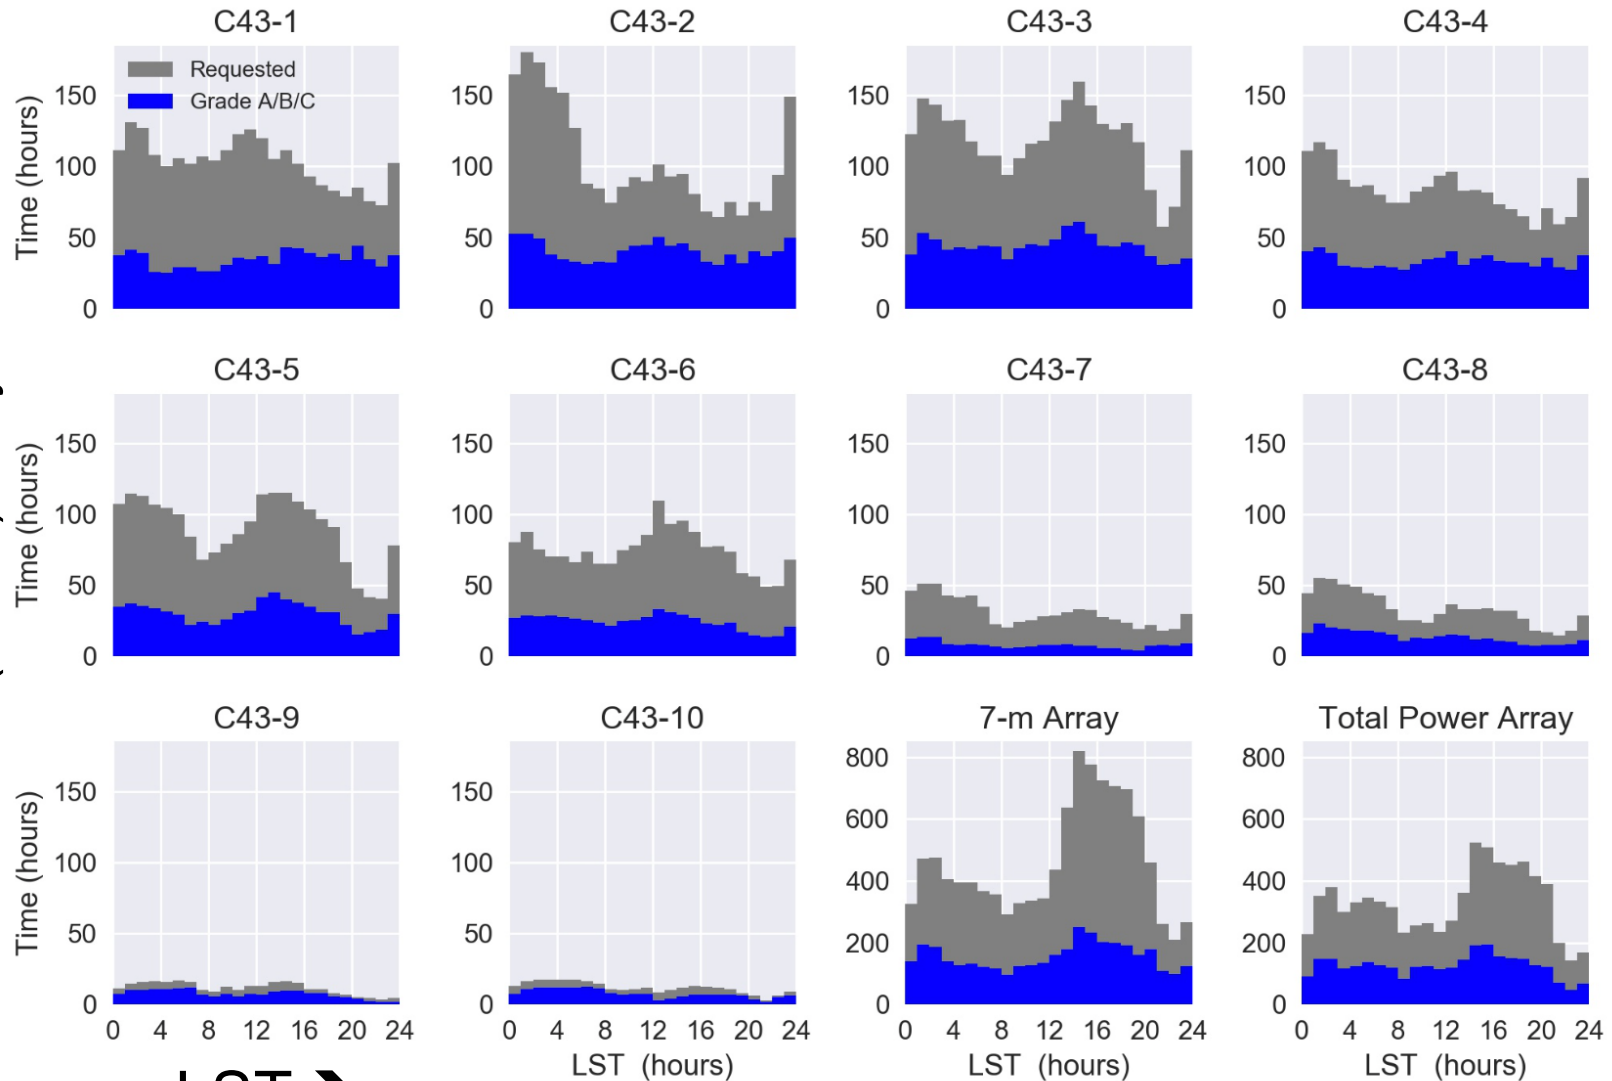 C43-1 C43-2 C43-3 C43-4
Requested
Grade A/B/C
Time (hours)
150 100 50 0
150 100 50 0
150 100 50 0
150 100 50 0
C43-5 C43-6 C43-7 C43-8
Time (hours)
150 100 50 0
150 100 50 0
150 100 50 0
150 100 50 0
C43-9 C43-10 7-m Array Total Power Array
Time (hours)
150 100 50 0
150 100 50 0
800 600 400 200 0
800 600 400 200 0
0 4 8 12 16 20 24
0 4 8 12 16 20 24
0 4 8 12 16 20 24
0 4 8 12 16 20 24
LST (hours) LST (hours) LST (hours)